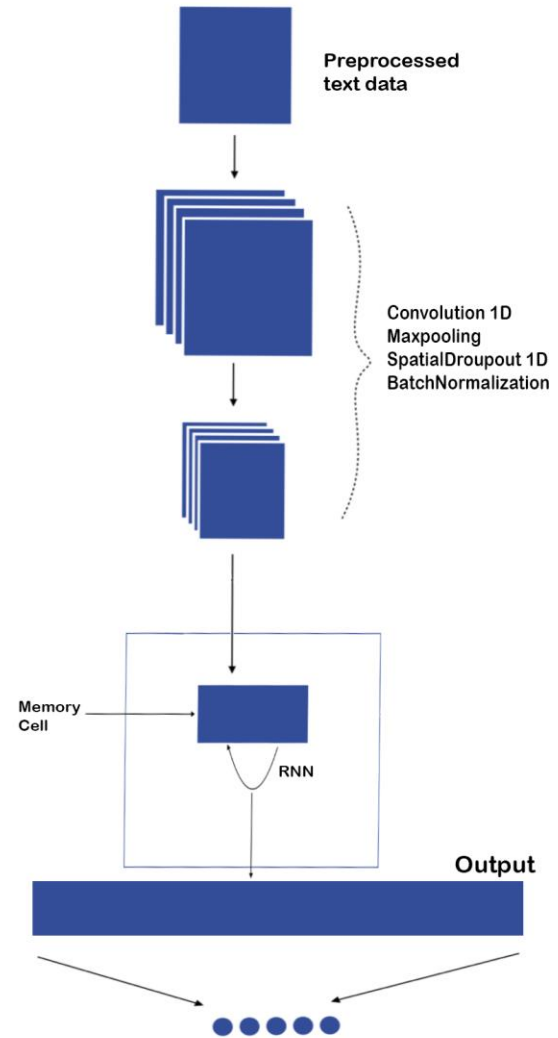 Preprocessed
text data
Convolution 1D
Maxpooling
SpatialDroupout 1D
BatchNormalization
Memory
Cell
RNN
Output